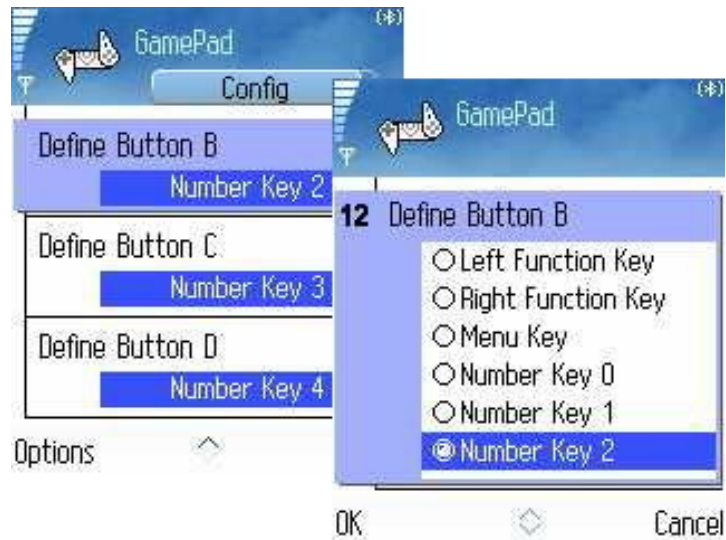 GamePad
Config
Define Button B
Number Key 2
Define Button C
Number Key 3
Define Button D
Number Key 4
Options
GamePad
12 Define Button B
Left Function Key
Right Function Key
Menu Key
Number Key 0
Number Key 1
Number Key 2
OK
Cancel